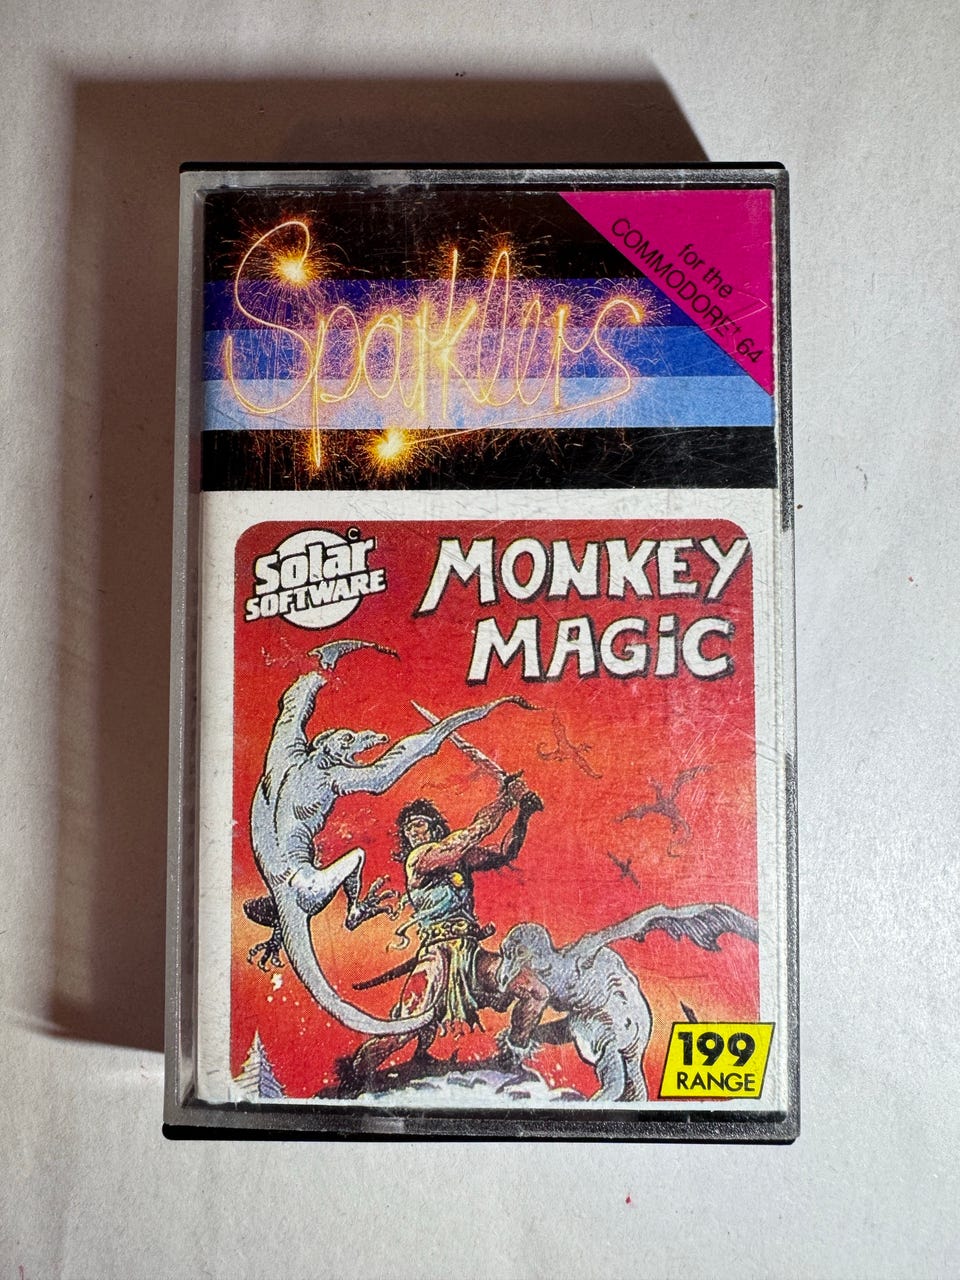 Sparklers
for the
COMMODORE* 64
Solar ©
SOFTWARE
MONKEY
MAGiC
199
RANGE